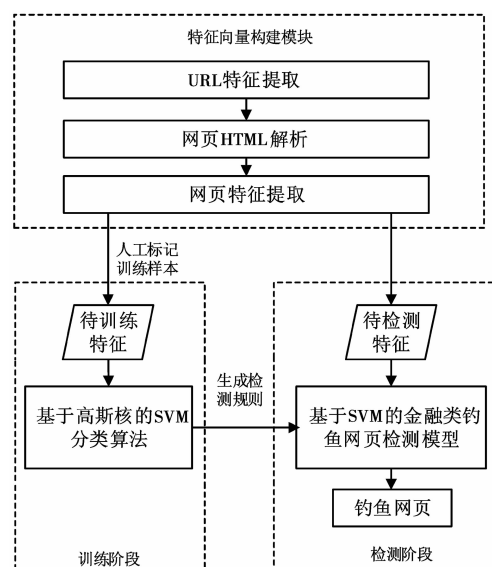 特征向量构建模块
URL特征提取
网页HTML解析
网页特征提取
人工标记
训练样本
待训练
特征
待检测
特征
基于高斯核的SVM
分类算法
生成检
测规则
基于SVM的金融类钓
鱼网页检测模型
钓鱼网页
训练阶段
检测阶段